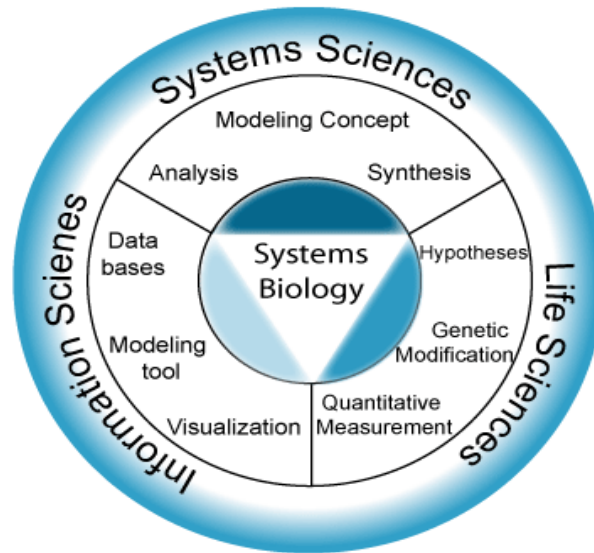 Systems Sciences
Modeling Concept
Analysis
Synthesis
Systems
Biology
Information Scienes
Data
bases
Modeling
tool
Visualization
Life Sciences
Hypotheses
Genetic
Modification
Quantitative
Measurement